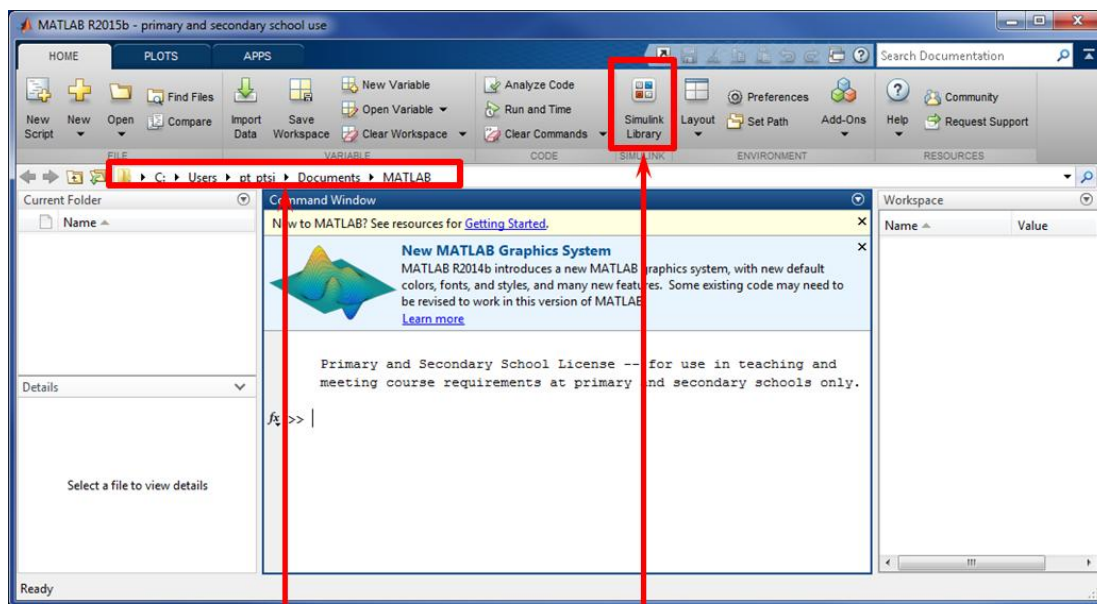 MATLAB R2015b - primary and secondary school use
HOME PLOTS APPS
Search Documentation
New Script
New
Open
Find Files
Compare
FILE
Import Data
Save Workspace
New Variable
Open Variable
Clear Workspace
VARIABLE
Analyze Code
Run and Time
Clear Commands
CODE
Simulink Library
SIMULINK
Layout
Preferences
Set Path
Add-Ons
ENVIRONMENT
Help
Community
Request Support
RESOURCES
C: Users pt ptsi Documents MATLAB
Current Folder
Name
Details
Select a file to view details
Command Window
New to MATLAB? See resources for Getting Started.
New MATLAB Graphics System
MATLAB R2014b introduces a new MATLAB graphics system, with new default
colors, fonts, and styles, and many new features. Some existing code may need to
be revised to work in this version of MATLAB.
Learn more
Primary and Secondary School License -- for use in teaching and
meeting course requirements at primary and secondary schools only.
fx >>
Workspace
Name Value
Ready